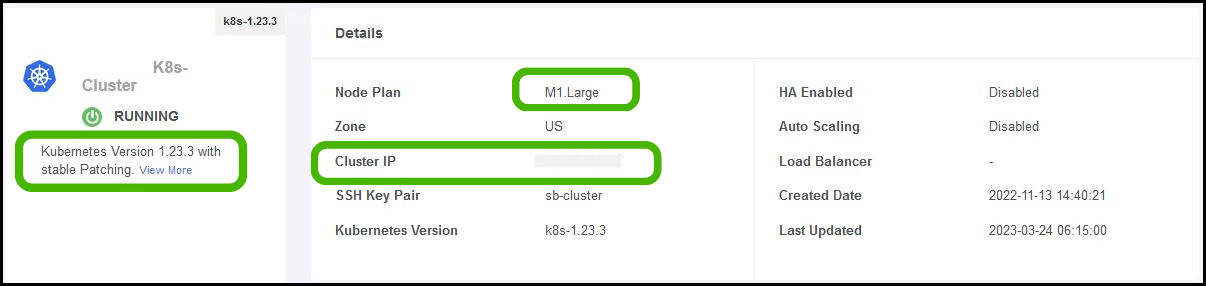 k8s-1.23.3
K8s-
Cluster
RUNNING
Kubernetes Version 1.23.3 with
stable Patching. View More
Details
Node Plan M1.Large
Zone US
Cluster IP
SSH Key Pair sb-cluster
Kubernetes Version k8s-1.23.3
HA Enabled Disabled
Auto Scaling Disabled
Load Balancer -
Created Date 2022-11-13 14:40:21
Last Updated 2023-03-24 06:15:00